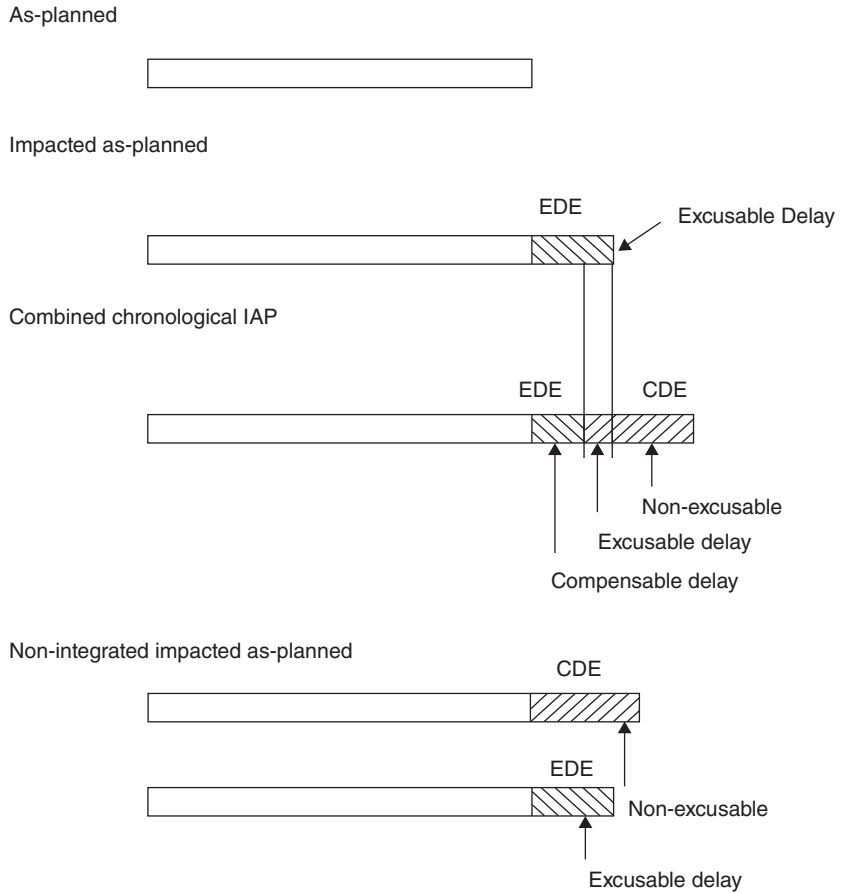 As-planned
Impacted as-planned
EDE
Excusable Delay
Combined chronological IAP
EDE
CDE
Non-excusable
Excusable delay
Compensable delay
Non-integrated impacted as-planned
CDE
EDE
Non-excusable
Excusable delay